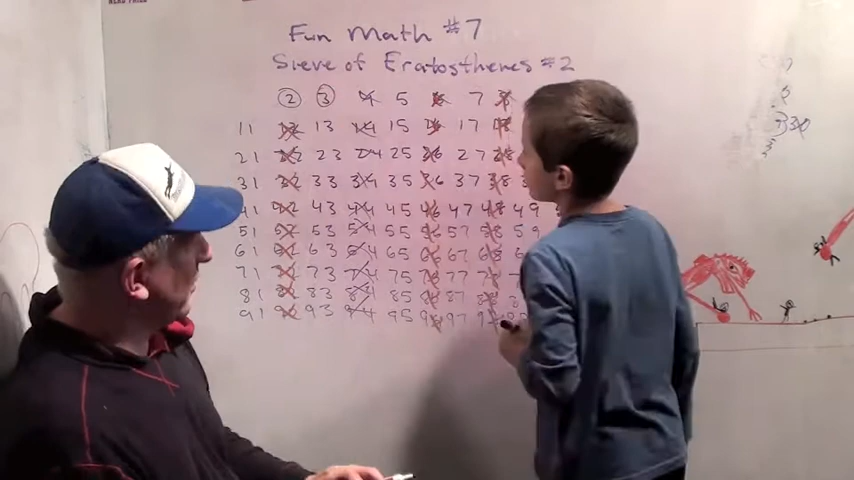 READ FRIED
Fun Math #7
Sieve of Eratosthenes #2
2 3 4 5 6 7 8
11 12 13 14 15 16 17 18
21 22 23 24 25 26 27 28
31 32 33 34 35 36 37 38
41 42 43 44 45 46 47 48 49
51 52 53 54 55 56 57 58 59
61 62 63 64 65 66 67 68
71 72 73 74 75 76 77 78
81 82 83 84 85 86 87 88
91 92 93 94 95 96 97 98
330